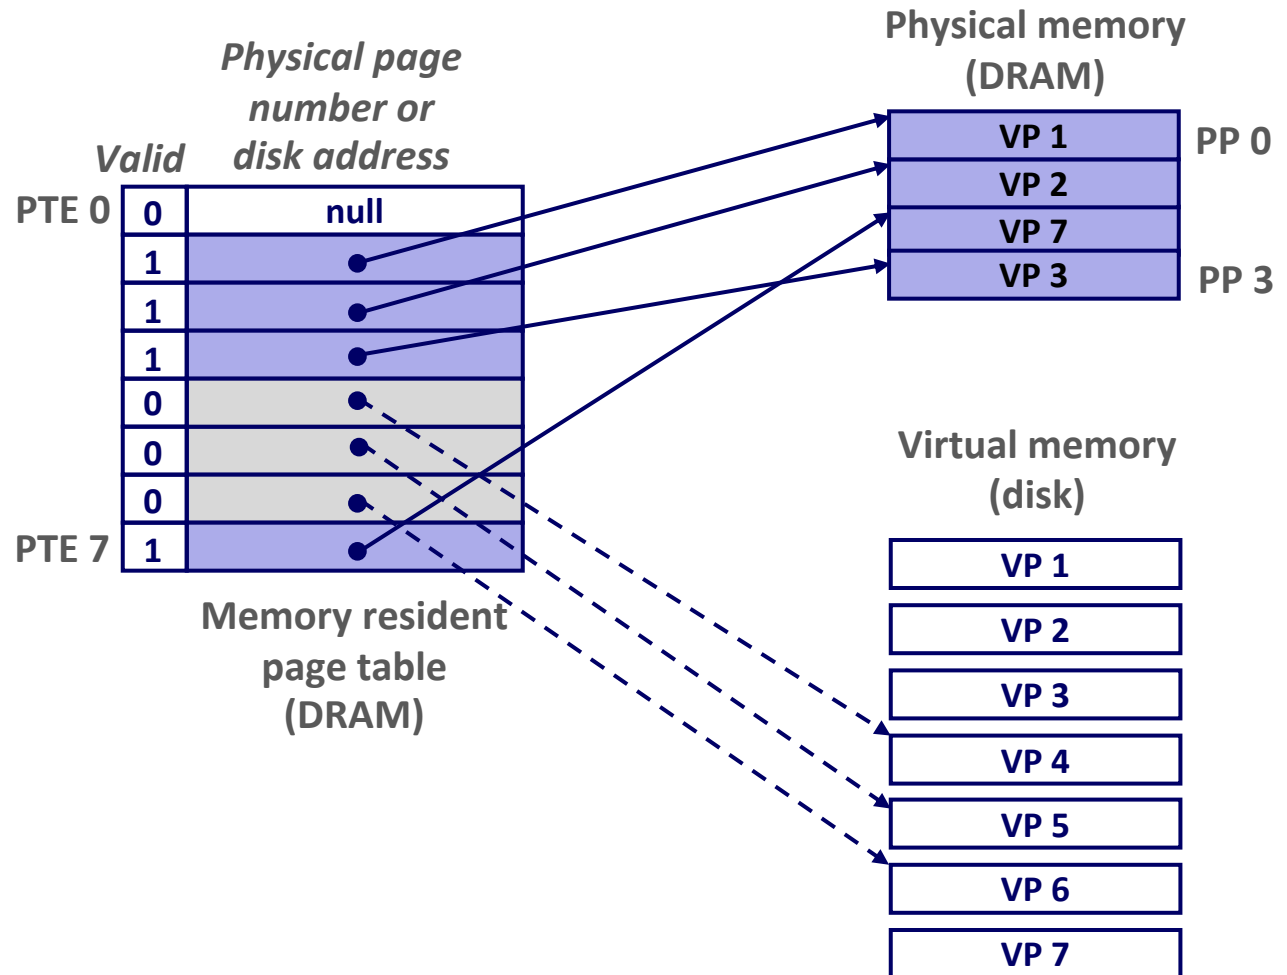 Physical page
number or
disk address
Valid
PTE 0
0
null
1
1
1
0
0
0
PTE 7
1
Memory resident
page table
(DRAM)
Physical memory
(DRAM)
VP 1
PP 0
VP 2
VP 7
VP 3
PP 3
Virtual memory
(disk)
VP 1
VP 2
VP 3
VP 4
VP 5
VP 6
VP 7